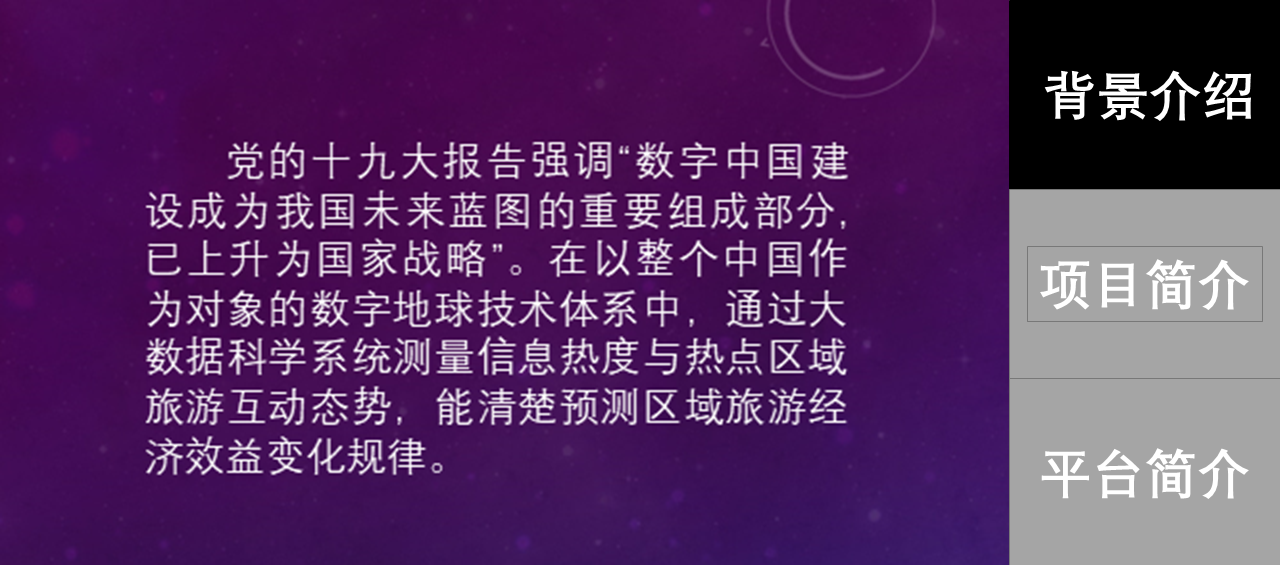 党的十九大报告强调“数字中国建
设成为我国未来蓝图的重要组成部分,
已上升为国家战略”。在以整个中国作
为对象的数字地球技术体系中，通过大
数据科学系统测量信息热度与热点区域
旅游互动态势，能清楚预测区域旅游经
济效益变化规律。
背景介绍
项目简介
平台简介